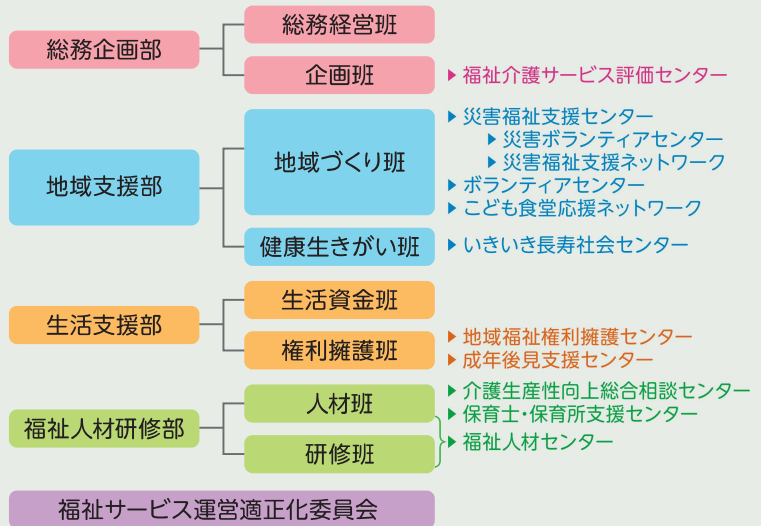 総務企画部
総務経営班
企画班
福祉介護サービス評価センター
地域支援部
地域づくり班
災害福祉支援センター
災害ボランティアセンター
災害福祉支援ネットワーク
ボランティアセンター
こども食堂応援ネットワーク
健康生きがい班
いきいき長寿社会センター
生活支援部
生活資金班
権利擁護班
地域福祉権利擁護センター
成年後見支援センター
福祉人材研修部
人材班
介護生産性向上総合相談センター
保育士・保育所支援センター
研修班
福祉人材センター
福祉サービス運営適正化委員会